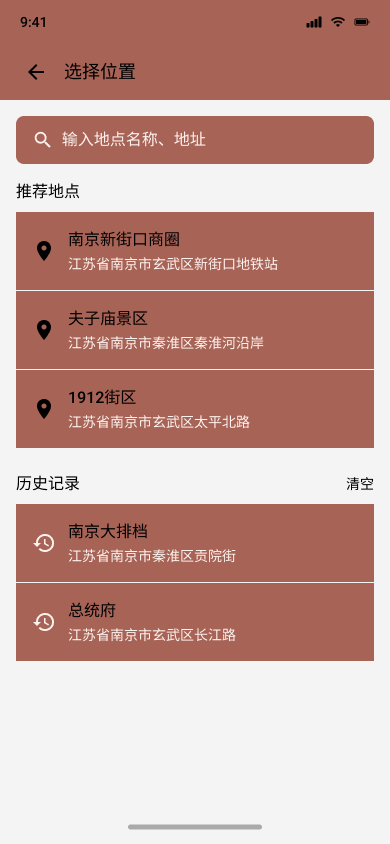 9:41
选择位置
输入地点名称、地址
推荐地点
南京新街口商圈
江苏省南京市玄武区新街口地铁站
夫子庙景区
江苏省南京市秦淮区秦淮河沿岸
1912街区
江苏省南京市玄武区太平北路
历史记录 清空
南京大排档
江苏省南京市秦淮区贡院街
总统府
江苏省南京市玄武区长江路